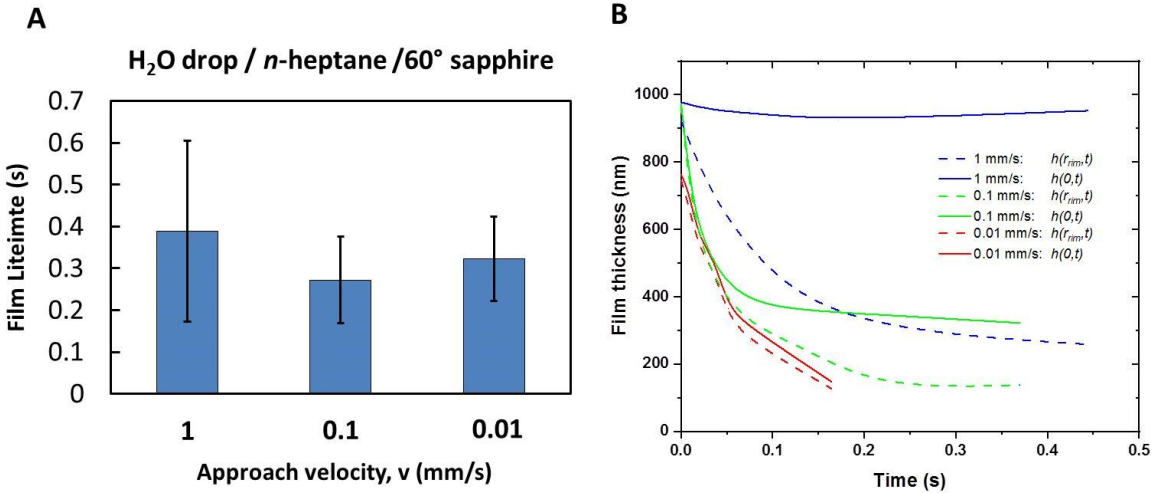 A
H₂O drop / n-heptane /60° sapphire
0.7
0.6
0.5
0.4
0.3
0.2
0.1
0
Film Liteimte (s)
1 0.1 0.01
Approach velocity, v (mm/s)
B
1000
800
600
400
200
0
Film thickness (nm)
1 mm/s: h(r_rim,t)
1 mm/s: h(0,t)
0.1 mm/s: h(r_rim,t)
0.1 mm/s: h(0,t)
0.01 mm/s: h(r_rim,t)
0.01 mm/s: h(0,t)
0.0 0.1 0.2 0.3 0.4 0.5
Time (s)